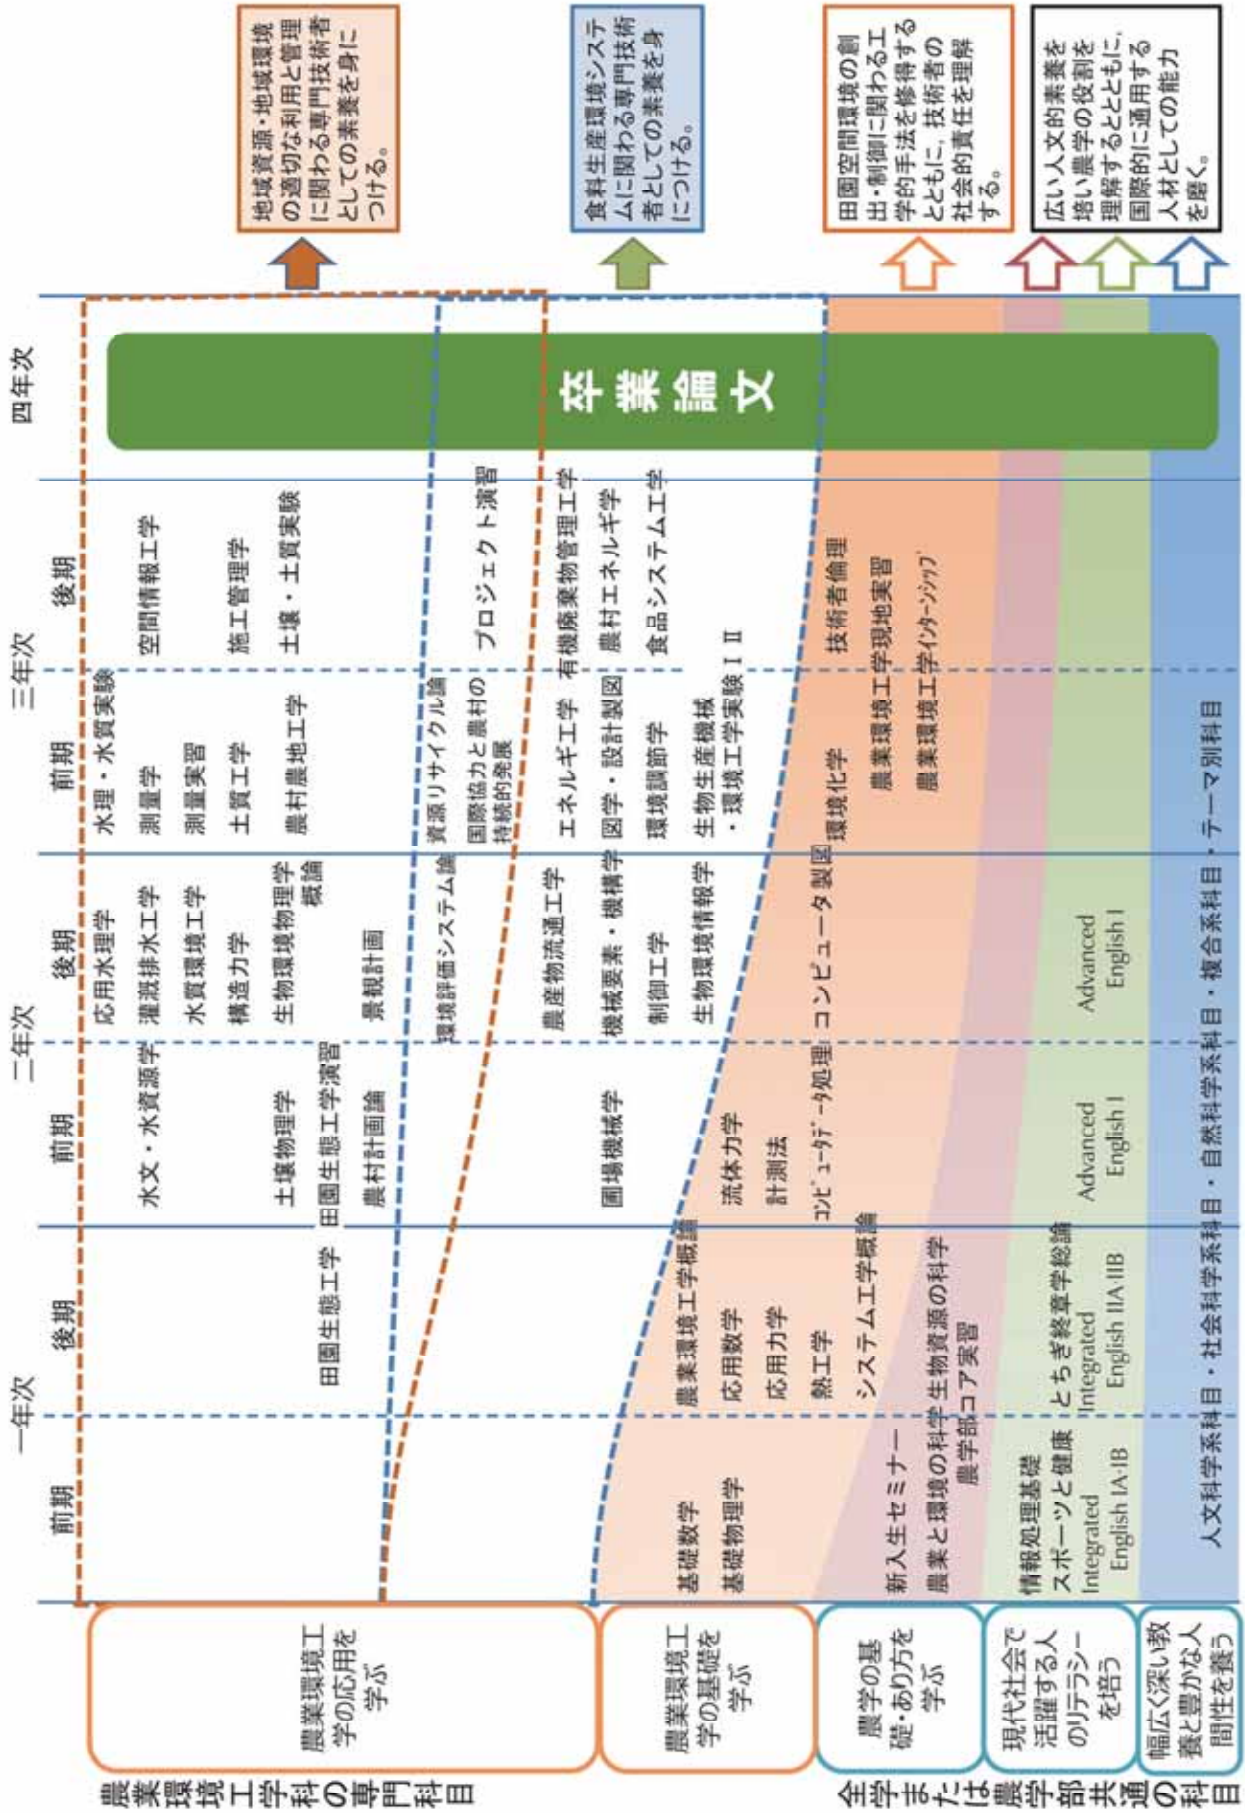 一年次
二年次
三年次
四年次
前期
後期
前期
後期
前期
後期
農業環境工学科の専門科目
農業環境工
学の応用を
学ぶ
田園生態工学
水文・水資源学
土壌物理学
田園生態工学演習
農村計画論
応用水理学
灌漑排水工学
水質環境工学
構造力学
生物環境物理学
概論
景観計画
環境評価システム論
水理・水質実験
測量学
測量実習
土質工学
農村農地工学
資源リサイクル論
国際協力と農村の
持続的発展
空間情報工学
施工管理学
土壌・土質実験
プロジェクト演習
圃場機械学
農産物流通工学
機械要素・機構学
制御工学
生物環境情報学
エネルギ工学
図学・設計製図
環境調節学
生物生産機械
・環境工学実験ⅠⅡ
有機廃棄物管理工学
農村エネルギ学
食品システム工学
農業環境工
学の基礎を
学ぶ
基礎数学
基礎物理学
農業環境工学概論
応用数学
応用力学
熱工学
システム工学概論
流体力学
計測法
コンピュータデータ処理
コンピュータ製図
環境化学
技術者倫理
農業環境工学現地実習
農業環境工学インターンシップ
全学または農学部共通の科目
農学の基
礎・あり方を
学ぶ
新入生セミナー
農業と環境の科学
生物資源の科学
農学部コア実習
現代社会で
活躍する人
のリテラシー
を培う
情報処理基礎
スポーツと健康
Integrated
English IA·IB
とちぎ終章学総論
Integrated
English IIA·IIB
Advanced
English I
Advanced
English I
幅広く深い教
養と豊かな人
間性を養う
人文科学系科目・社会科学系科目・自然科学系科目・複合系科目・テーマ別科目
卒業論文
地域資源・地域環境
の適切な利用と管理
に関わる専門技術者
としての素養を身に
つける。
食料生産環境システ
ムに関わる専門技術
者としての素養を身
につける。
田園空間環境の創
出・制御に関わる工
学的手法を修得する
とともに，技術者の
社会的責任を理解
する。
広い人文的素養を
培い農学の役割を
理解するととともに，
国際的に通用する
人材としての能力
を磨く。